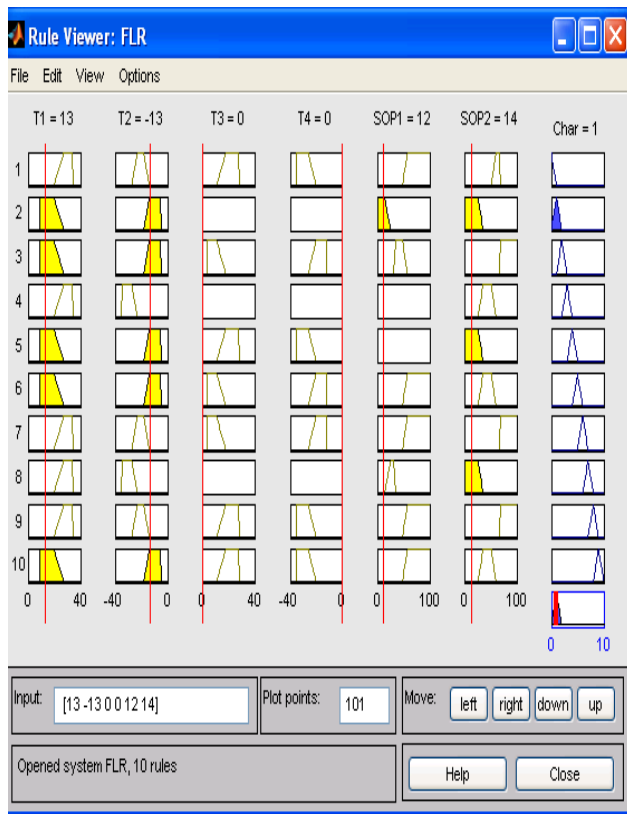 Rule Viewer: FLR
File Edit View Options
T1 = 13 T2 = -13 T3 = 0 T4 = 0 SOP1 = 12 SOP2 = 14 Char = 1
1
2
3
4
5
6
7
8
9
10
0 40 -40 0 0 40 -40 0 0 100 0 100
0 10
Input: [13 -13 0 0 12 14] Plot points: 101 Move: left right down up
Opened system FLR, 10 rules Help Close